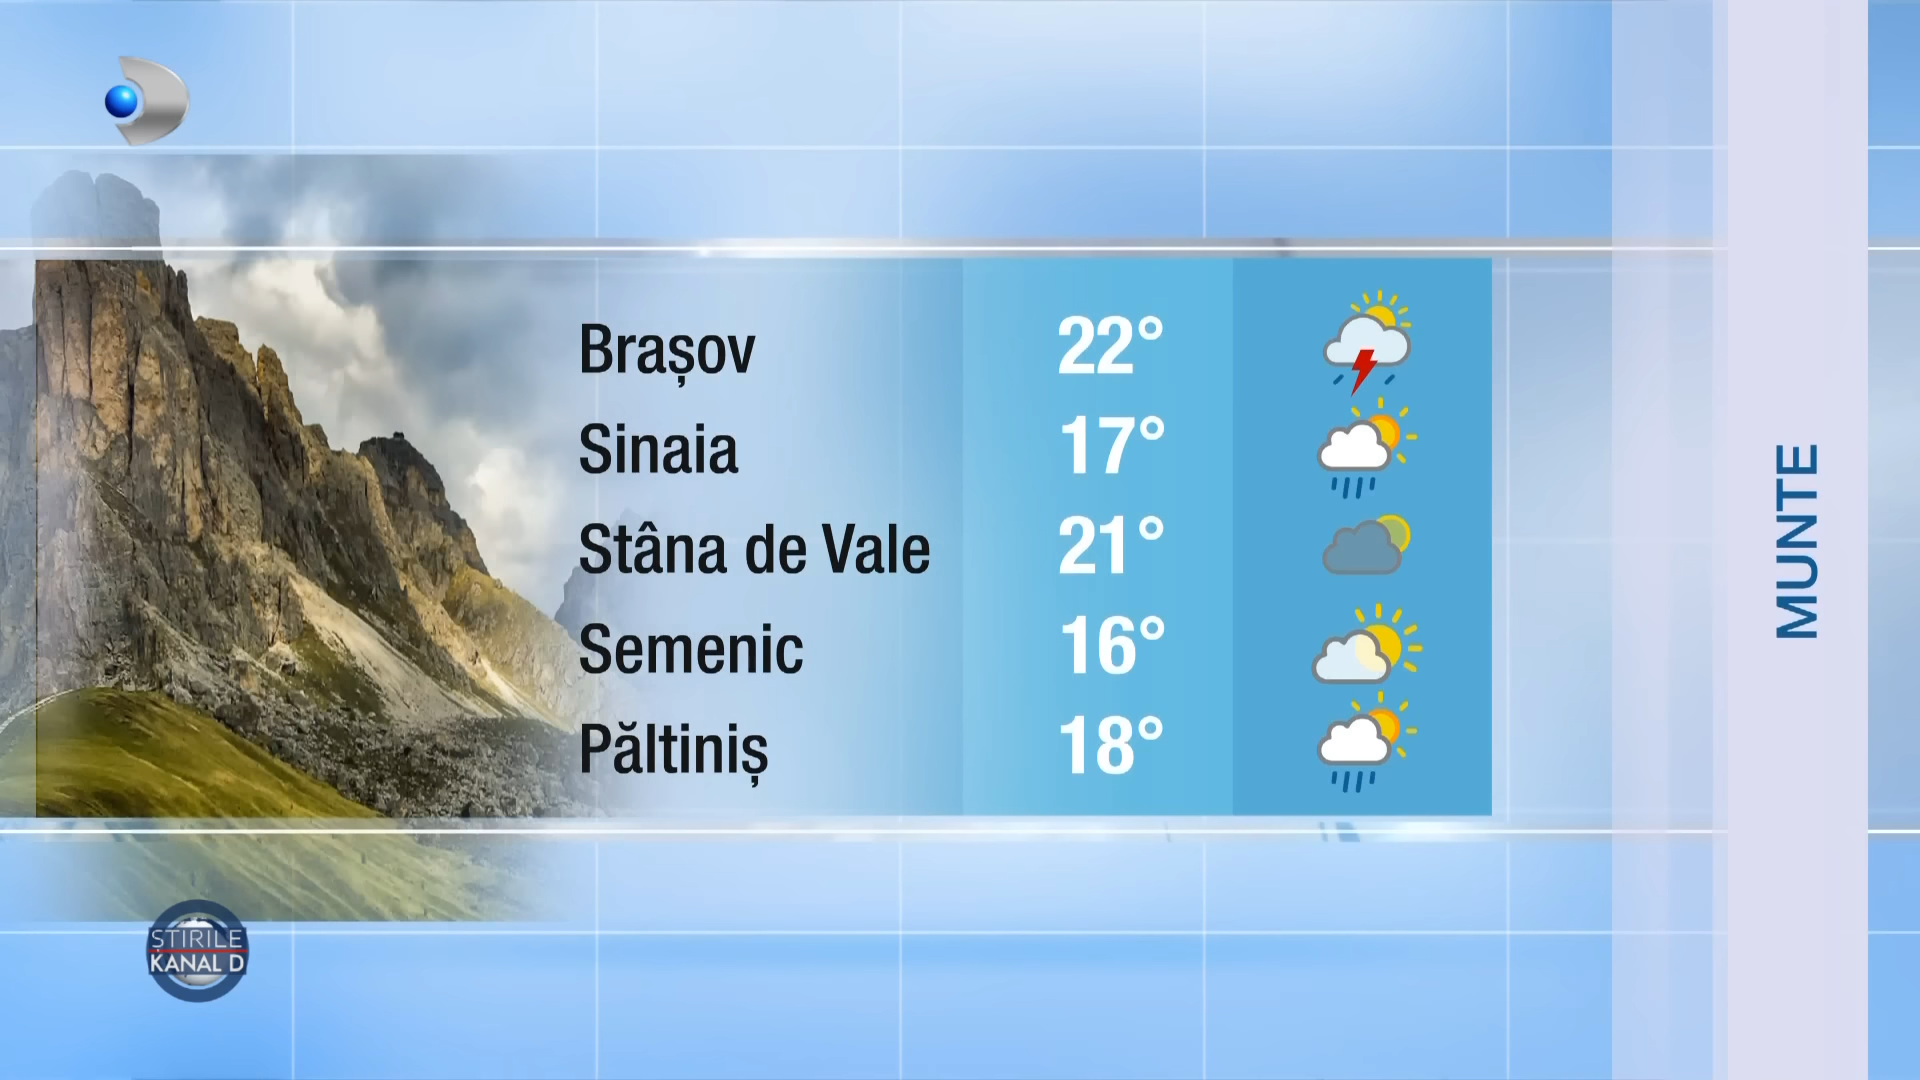 Brașov 22°
Sinaia 17°
Stâna de Vale 21°
Semenic 16°
Păltiniș 18°
MUNTE
ȘTIRILE
KANAL D